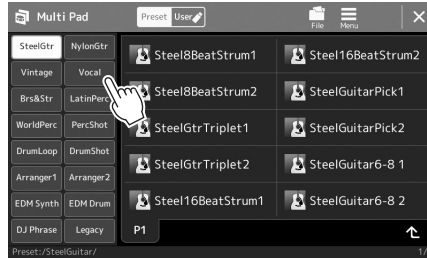 Multi Pad Preset User File Menu
SteelGtr NylonGtr
Vintage Vocal
Brs&Str LatinPerc
WorldPerc PercShot
DrumLoop DrumShot
Arranger1 Arranger2
EDM Synth EDM Drum
DJ Phrase Legacy
Steel8BeatStrum1 Steel16BeatStrum2
Steel8BeatStrum2 SteelGuitarPick1
SteelGtrTriplet1 SteelGuitarPick2
SteelGtrTriplet2 SteelGuitar6-8 1
Steel16BeatStrum1 SteelGuitar6-8 2
P1
Preset:/SteelGuitar/ 1/